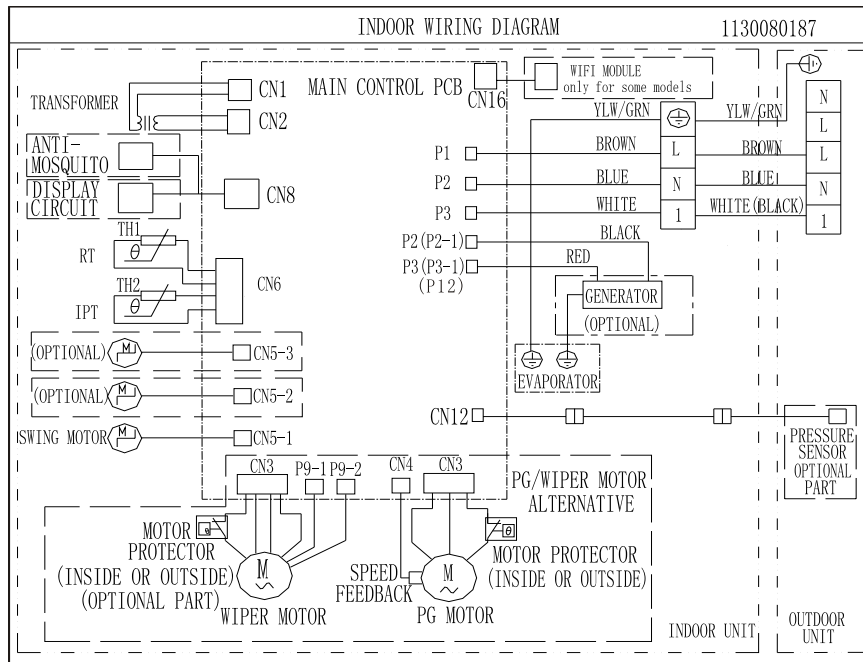 INDOOR WIRING DIAGRAM
1130080187
TRANSFORMER
CN1
CN2
MAIN CONTROL PCB
CN16
WIFI MODULE
only for some models
YLW/GRN
YLW/GRN
N
L
L
N
1
ANTI-
MOSQUITO
DISPLAY
CIRCUIT
CN8
P1
BROWN
L
BROWN
P2
BLUE
N
BLUE
P3
WHITE
1
WHITE(BLACK)
P2(P2-1)
BLACK
P3(P3-1)
(P12)
RED
GENERATOR
(OPTIONAL)
EVAPORATOR
TH1
θ
RT
TH2
θ
IPT
CN6
(OPTIONAL)
M
CN5-3
(OPTIONAL)
M
CN5-2
SWING MOTOR
M
CN5-1
CN12
PRESSURE
SENSOR
OPTIONAL
PART
CN3
P9-1
P9-2
CN4
CN3
PG/WIPER MOTOR
ALTERNATIVE
θ
MOTOR
PROTECTOR
(INSIDE OR OUTSIDE)
(OPTIONAL PART)
M
WIPER MOTOR
SPEED
FEEDBACK
M
PG MOTOR
θ
MOTOR PROTECTOR
(INSIDE OR OUTSIDE)
INDOOR UNIT
OUTDOOR
UNIT